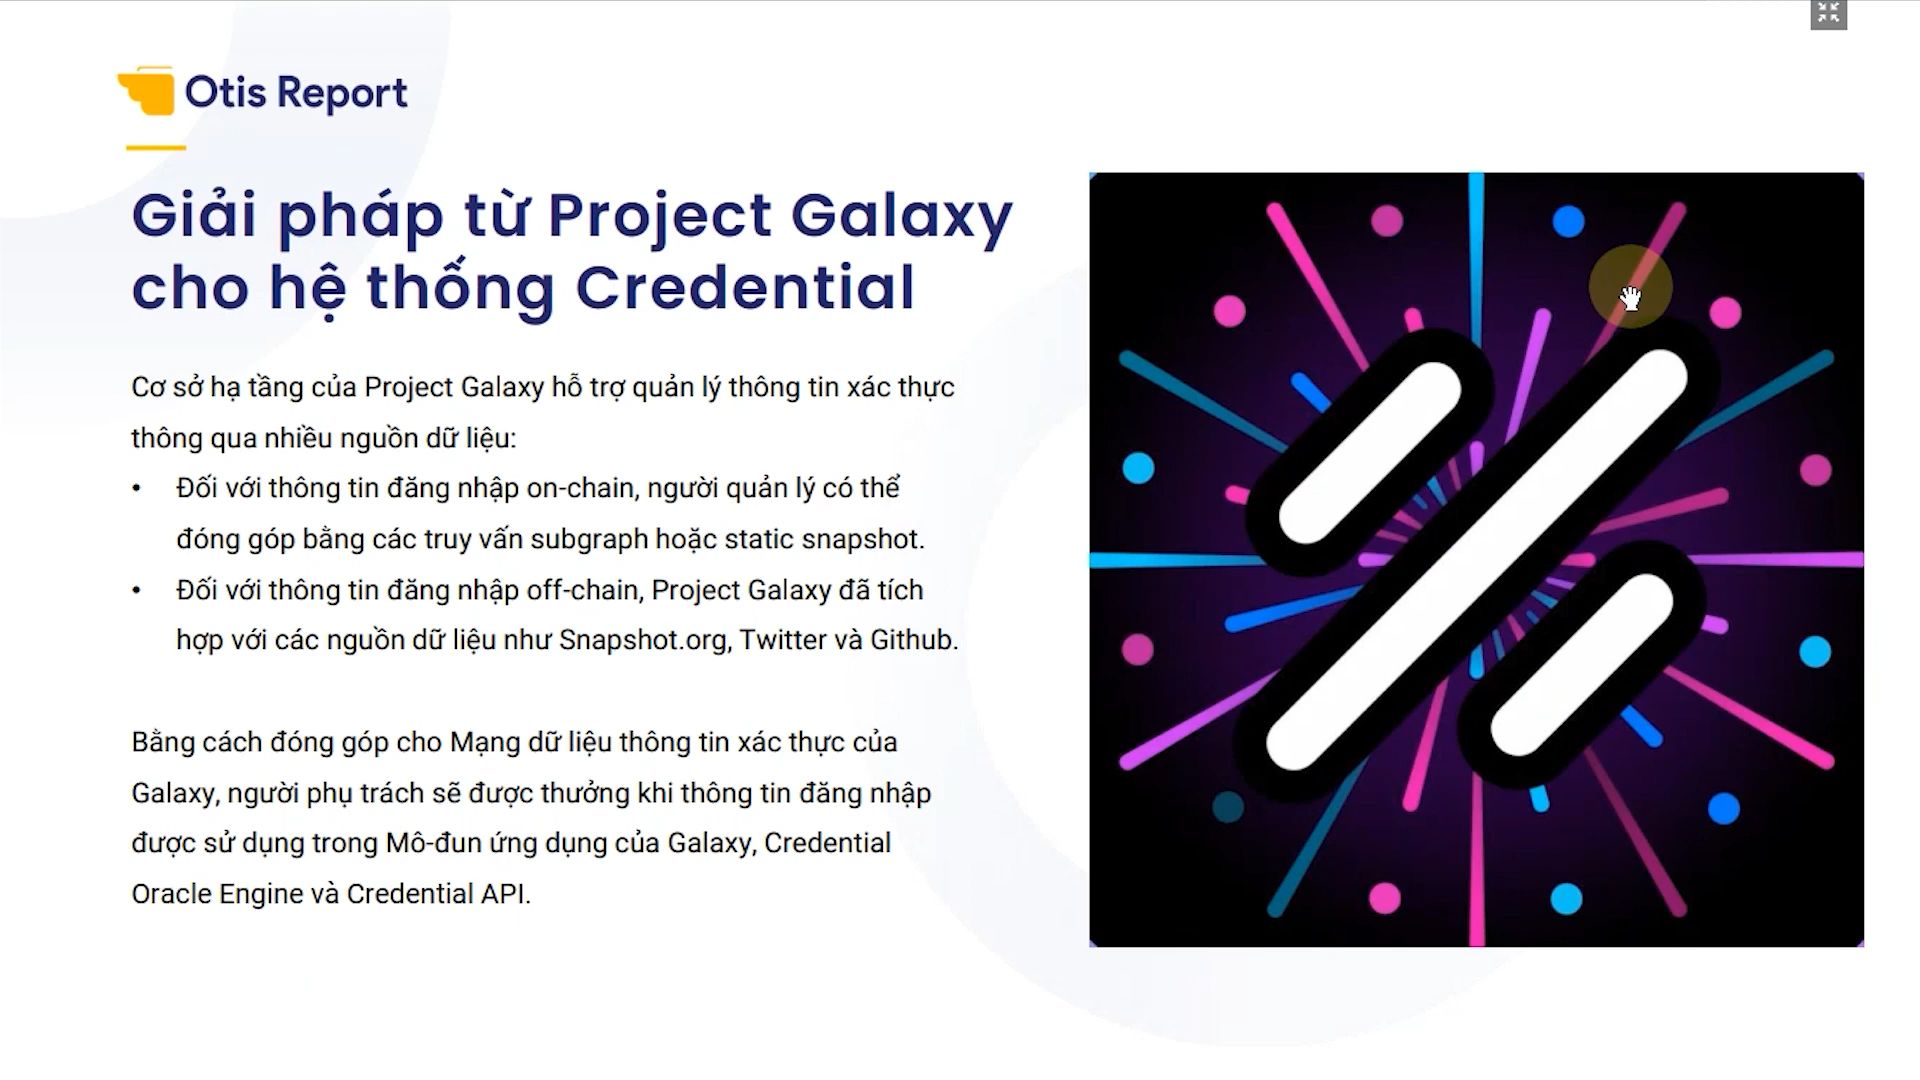 Otis Report
Giải pháp từ Project Galaxy
cho hệ thống Credential
Cơ sở hạ tầng của Project Galaxy hỗ trợ quản lý thông tin xác thực
thông qua nhiều nguồn dữ liệu:
• Đối với thông tin đăng nhập on-chain, người quản lý có thể
đóng góp bằng các truy vấn subgraph hoặc static snapshot.
• Đối với thông tin đăng nhập off-chain, Project Galaxy đã tích
hợp với các nguồn dữ liệu như Snapshot.org, Twitter và Github.
Bằng cách đóng góp cho Mạng dữ liệu thông tin xác thực của
Galaxy, người phụ trách sẽ được thưởng khi thông tin đăng nhập
được sử dụng trong Mô-đun ứng dụng của Galaxy, Credential
Oracle Engine và Credential API.